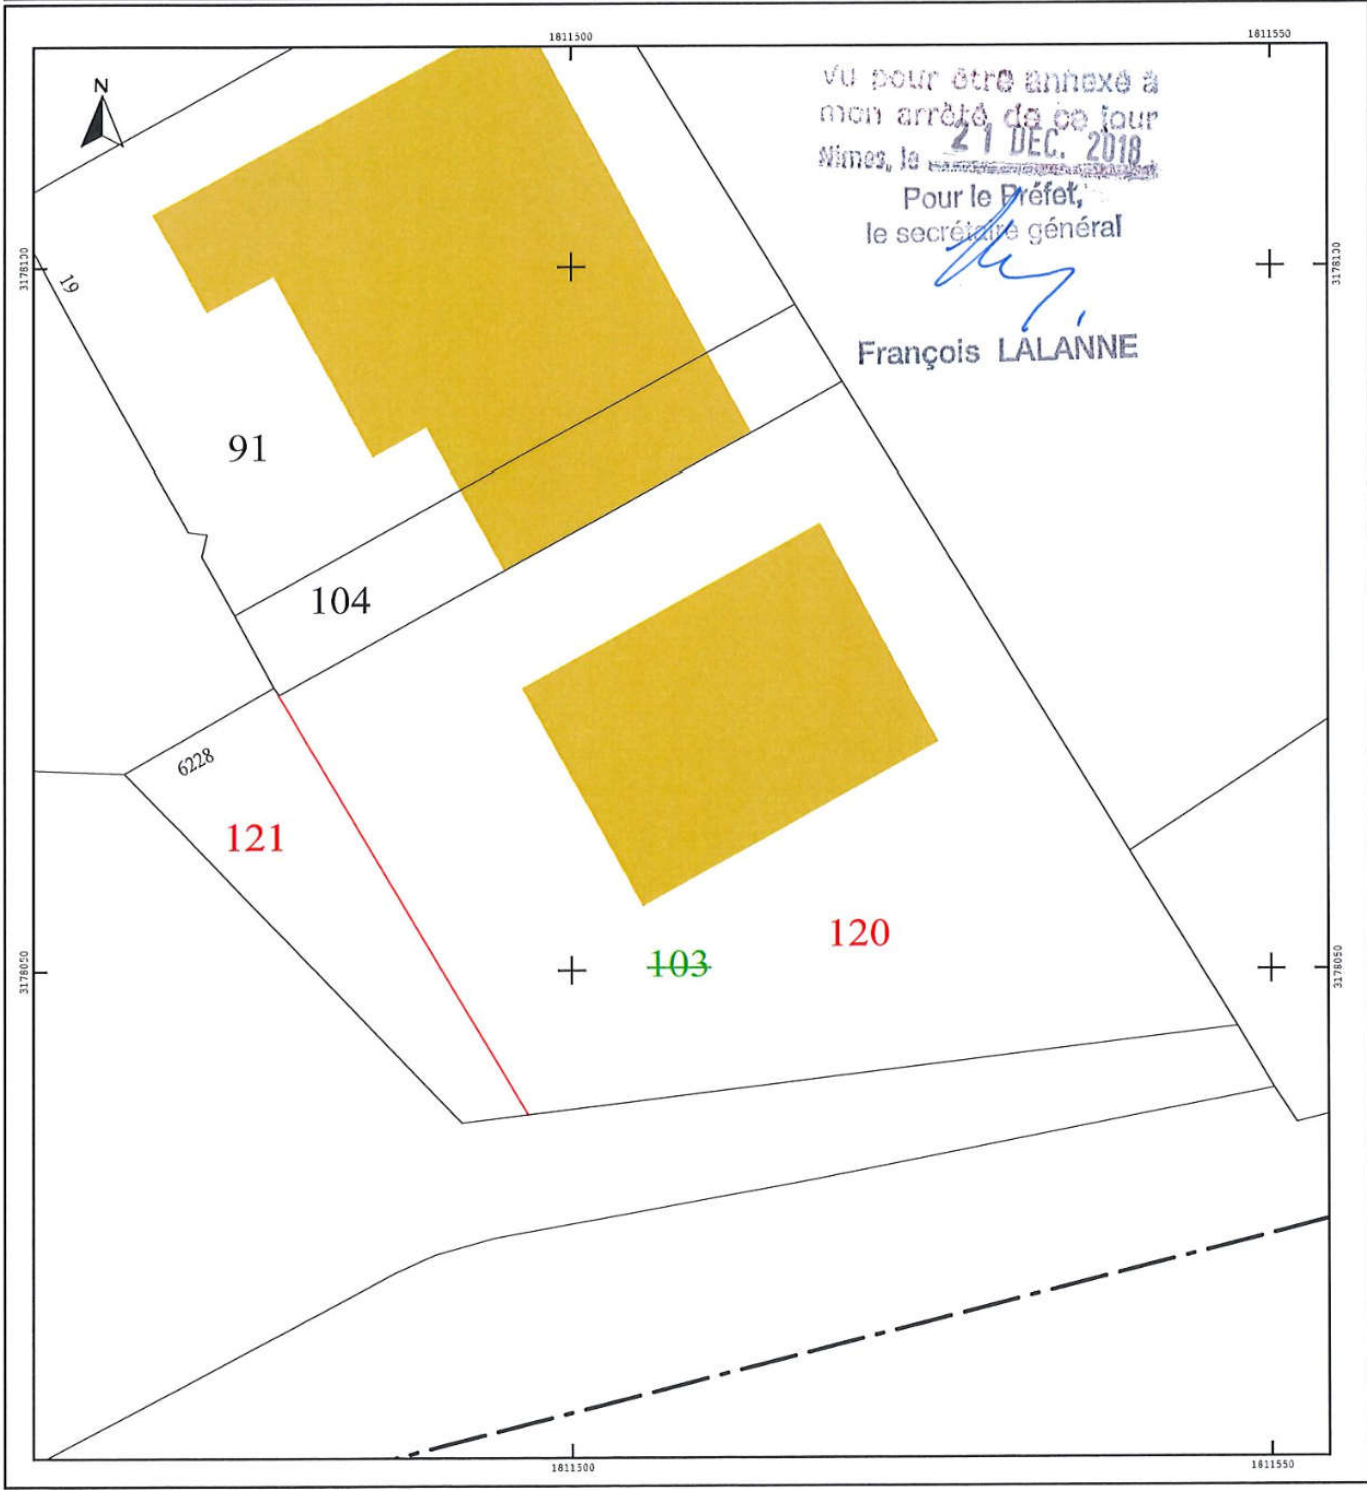 1811500
1811550
N
Vu pour être annexé à
mon arrêté de ce jour
21 DEC. 2018
Nîmes, le
Pour le Préfet,
le secrétaire général
François LALANNE
3178100
3178100
19
91
104
6228
121
120
103
3178050
3178050
1811500
1811550